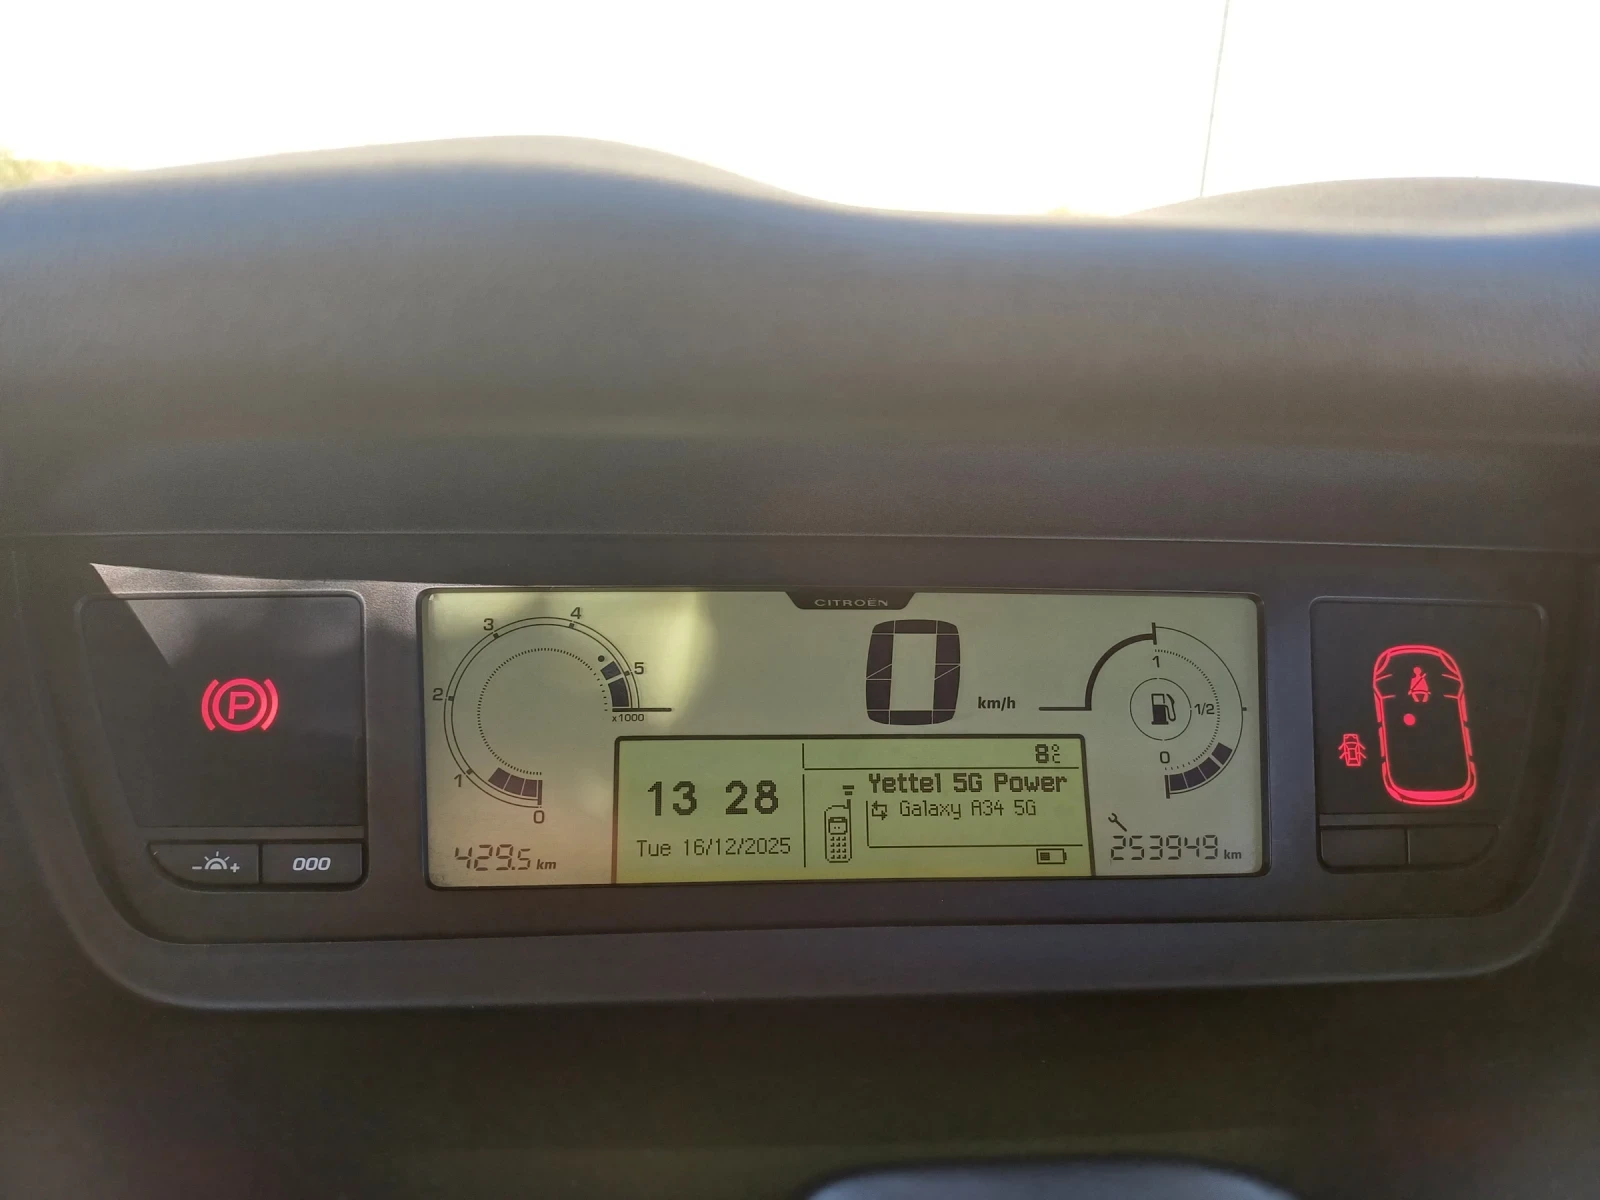 CITROËN
4
3
5
2
x1000
1
0
0
km/h
1
1/2
0
8°C
13 28
Yettel 5G Power
Galaxy A34 5G
Tue 16/12/2025
429.5 km
253949 km
P
- +
000